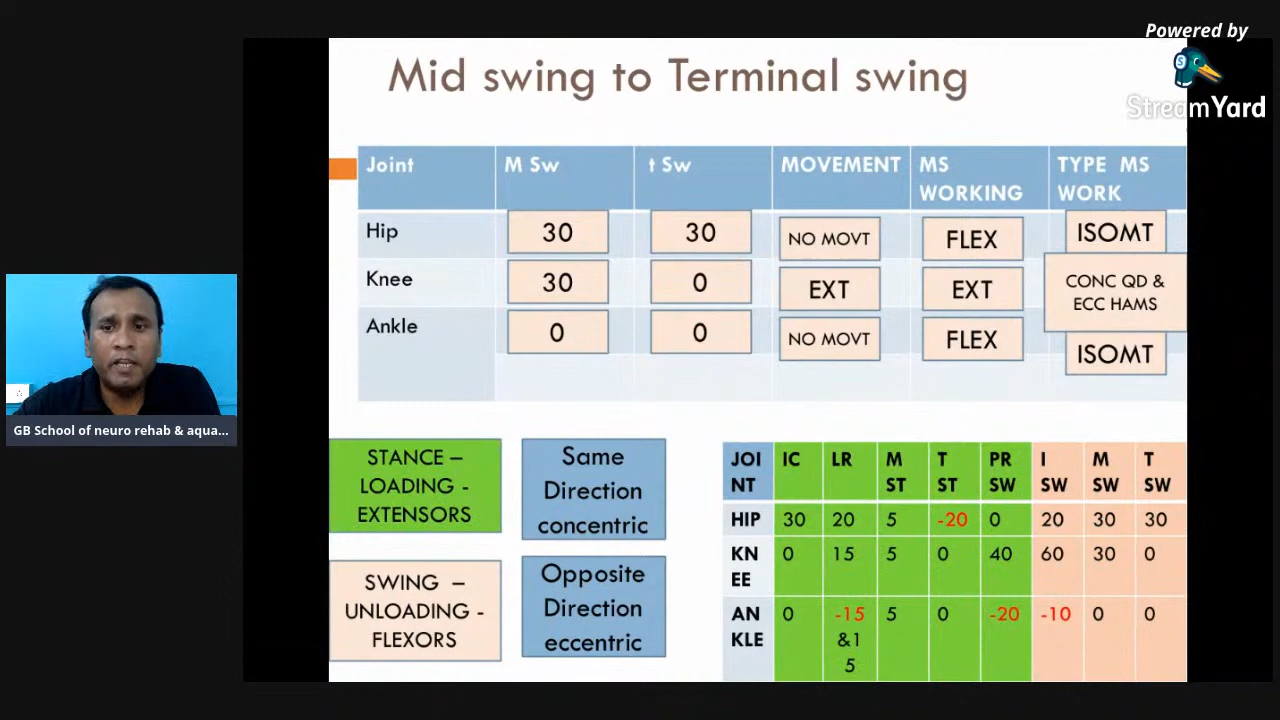 Powered by
StreamYard
Mid swing to Terminal swing
Joint M Sw t Sw MOVEMENT MS WORKING TYPE MS WORK
Hip 30 30 NO MOVT FLEX ISOMT
Knee 30 0 EXT EXT CONC QD & ECC HAMS
Ankle 0 0 NO MOVT FLEX ISOMT
GB School of neuro rehab & aqua...
STANCE –
LOADING -
EXTENSORS
Same
Direction
concentric
SWING –
UNLOADING -
FLEXORS
Opposite
Direction
eccentric
JOI NT IC LR M ST T ST PR SW I SW M SW T SW
HIP 30 20 5 -20 0 20 30 30
KN EE 0 15 5 0 40 60 30 0
AN KLE 0 -15 &1 5 5 0 -20 -10 0 0